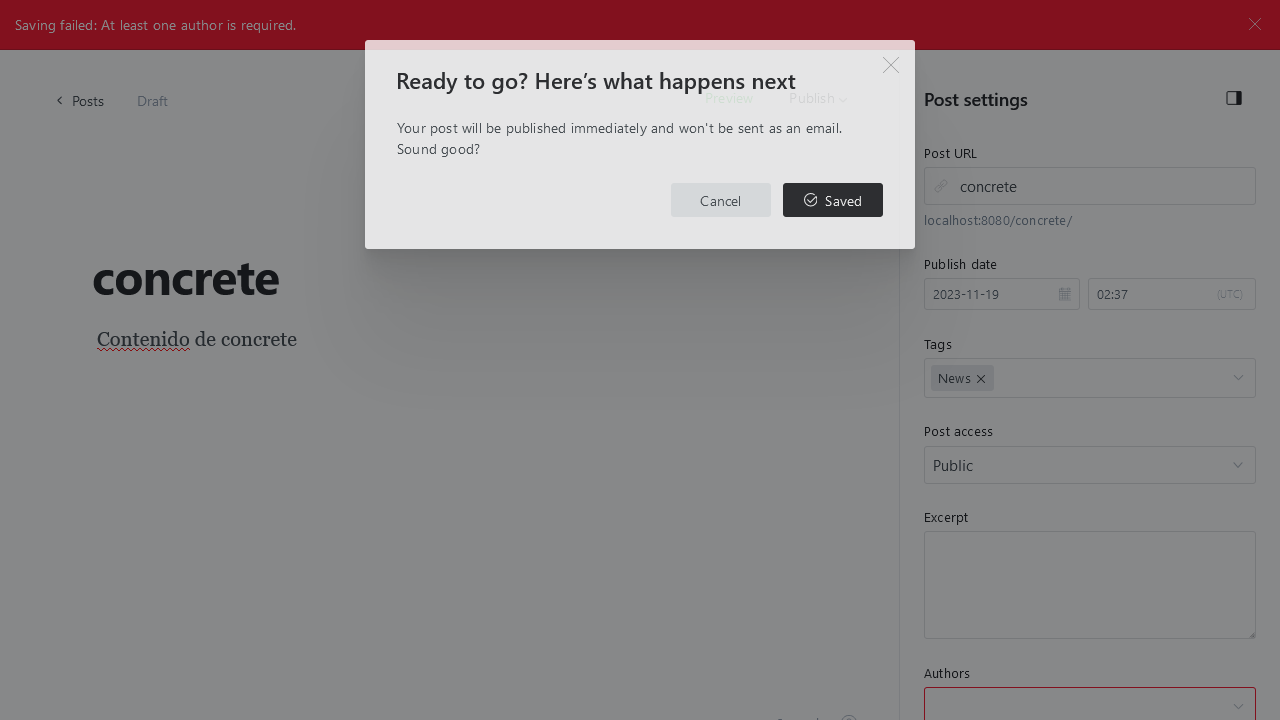 Saving failed: At least one author is required.
Ready to go? Here's what happens next
Posts
Draft
Preview
Publish
Post settings
Your post will be published immediately and won't be sent as an email.
Sound good?
Cancel
Saved
Post URL
concrete
localhost:8080/concrete/
Publish date
2023-11-19
02:37
(UTC)
concrete
Contenido de concrete
Tags
News
Post access
Public
Excerpt
Authors